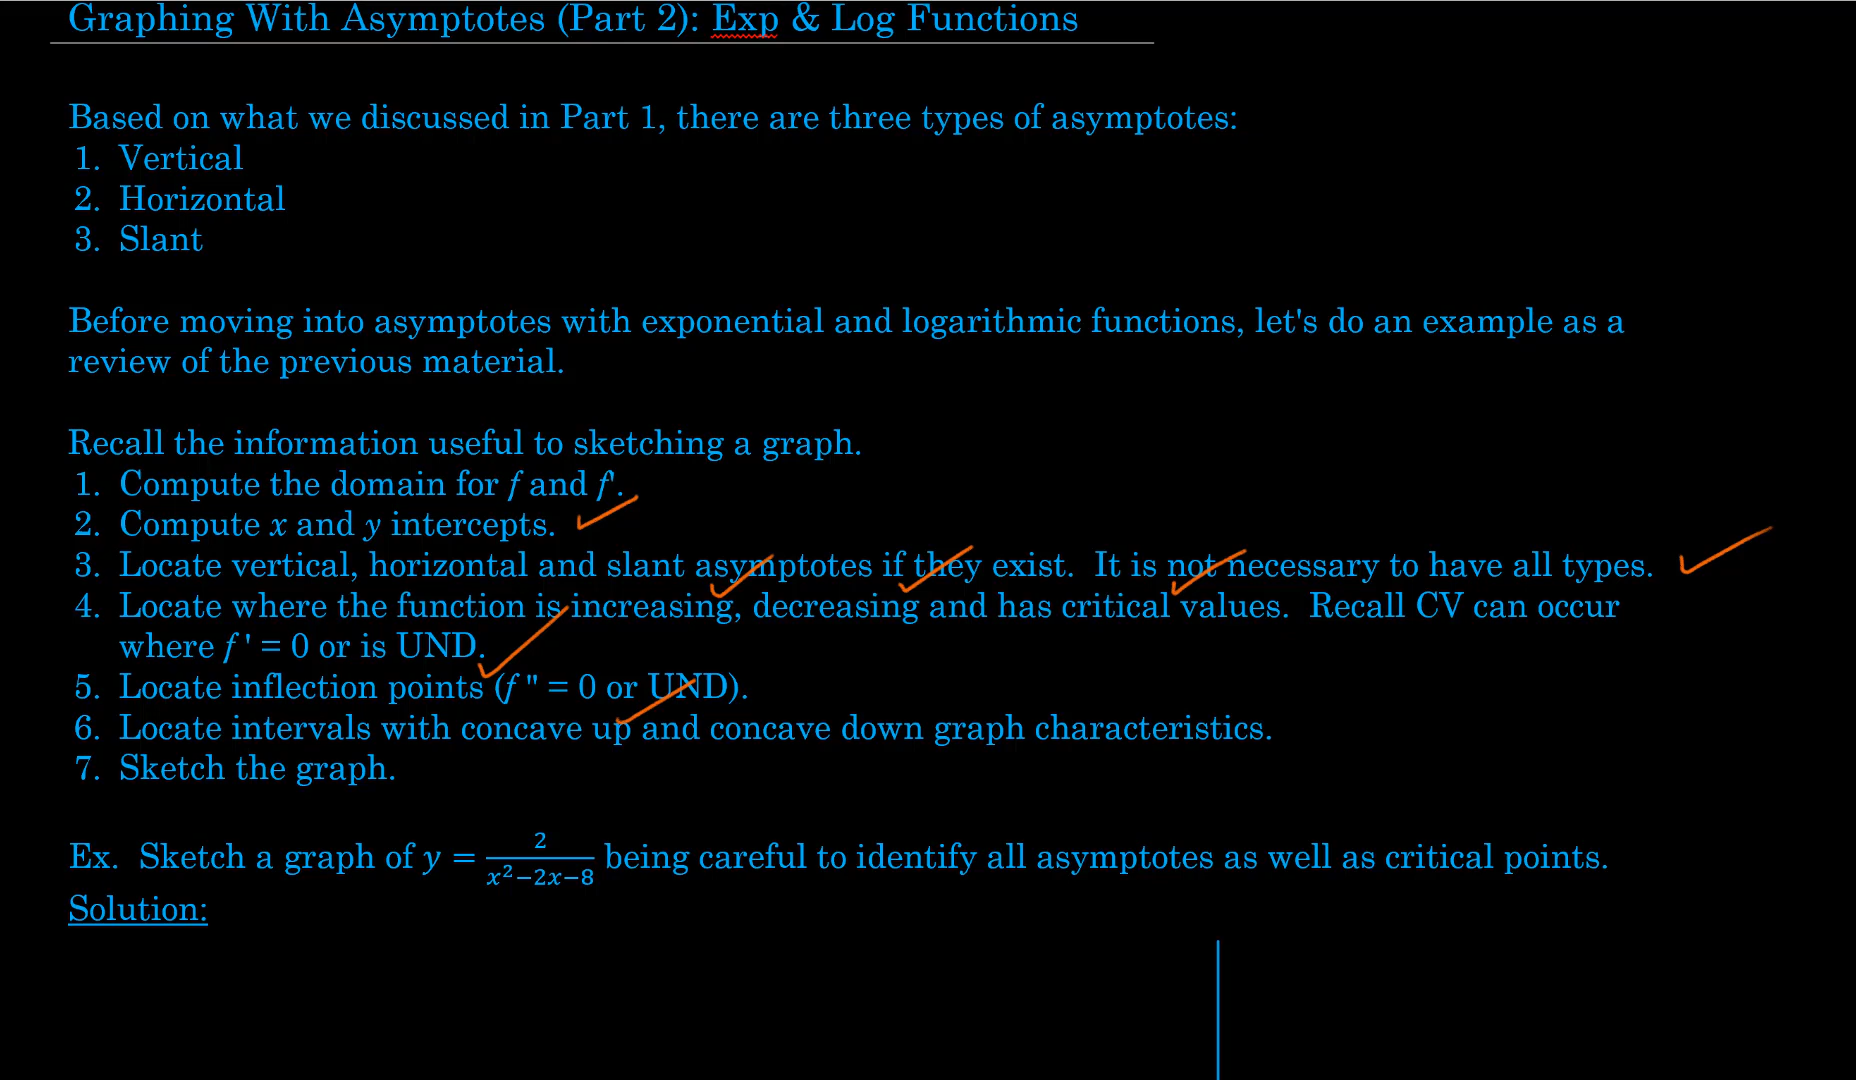 Graphing With Asymptotes (Part 2): Exp & Log Functions
Based on what we discussed in Part 1, there are three types of asymptotes:
1. Vertical
2. Horizontal
3. Slant
Before moving into asymptotes with exponential and logarithmic functions, let's do an example as a
review of the previous material.
Recall the information useful to sketching a graph.
1. Compute the domain for f and f'.
2. Compute x and y intercepts.
3. Locate vertical, horizontal and slant asymptotes if they exist. It is not necessary to have all types.
4. Locate where the function is increasing, decreasing and has critical values. Recall CV can occur
where f ' = 0 or is UND.
5. Locate inflection points (f " = 0 or UND).
6. Locate intervals with concave up and concave down graph characteristics.
7. Sketch the graph.
Ex. Sketch a graph of y = 2/(x²−2x−8) being careful to identify all asymptotes as well as critical points.
Solution: